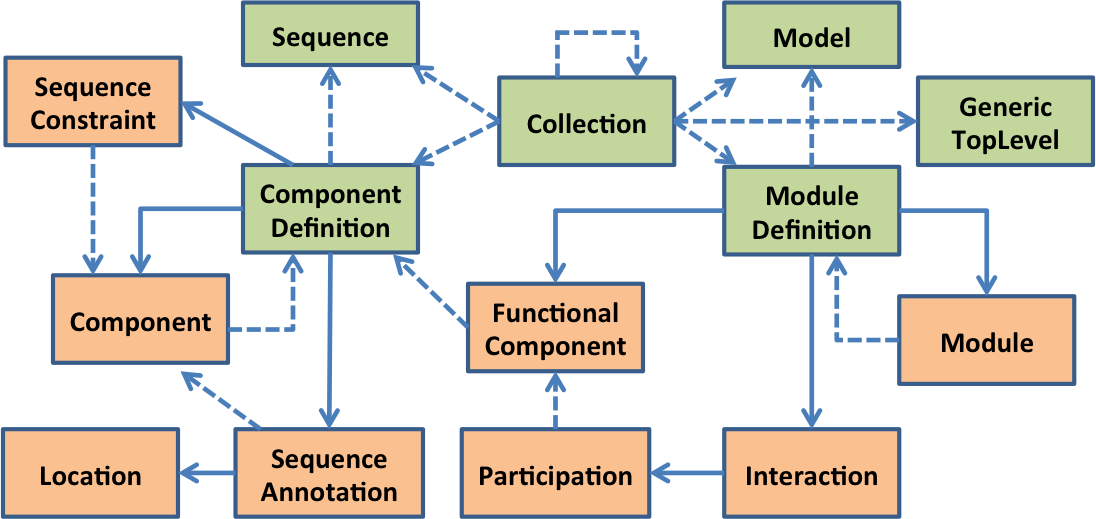 Sequence
Model
Sequence
Constraint
Collection
Generic
TopLevel
Component
Definition
Module
Definition
Component
Functional
Component
Module
Location
Sequence
Annotation
Participation
Interaction